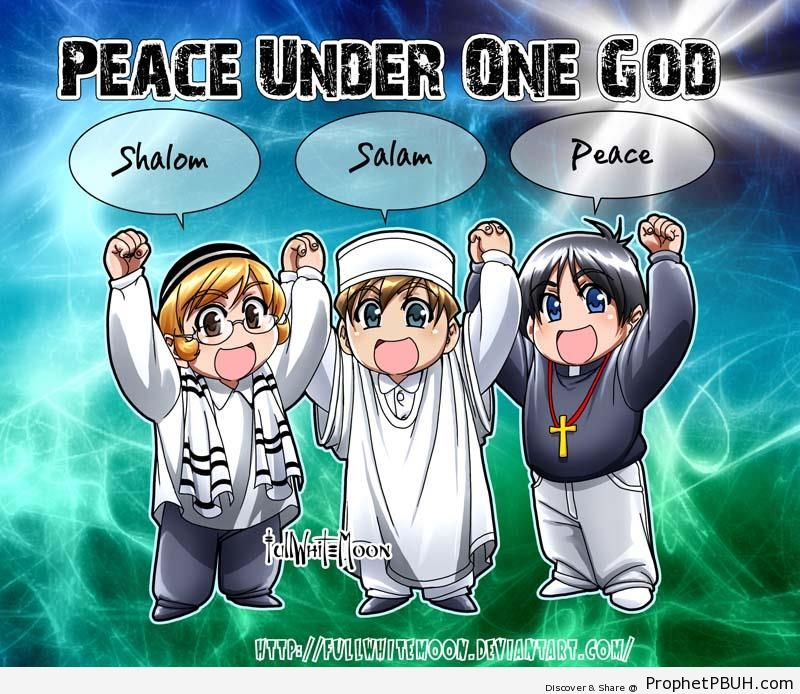 PEACE UNDER ONE GOD
Shalom
Salam
Peace
FullWhiteMoon
HTTP://FULLWHITEMOON.DEVIANTART.COM/
Discover & Share @ ProphetPBUH.com